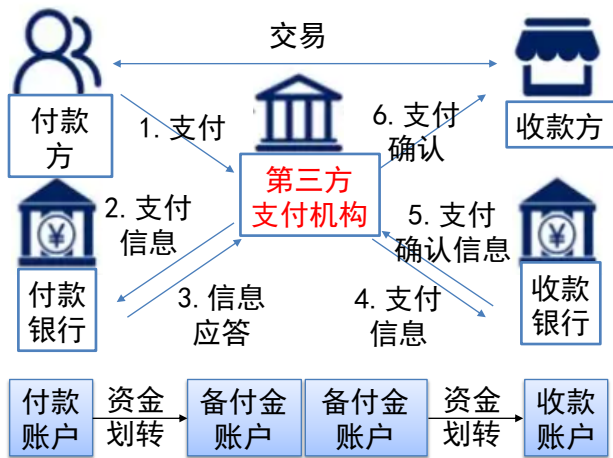 交易
付款
方
1.支付
6.支付
确认
收款方
第三方
支付机构
2.支付
信息
5.支付
确认信息
¥
¥
付款
银行
3.信息
应答
4.支付
信息
收款
银行
付款
账户
资金
划转
备付金
账户
备付金
账户
资金
划转
收款
账户